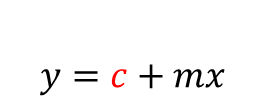 y = c + mx